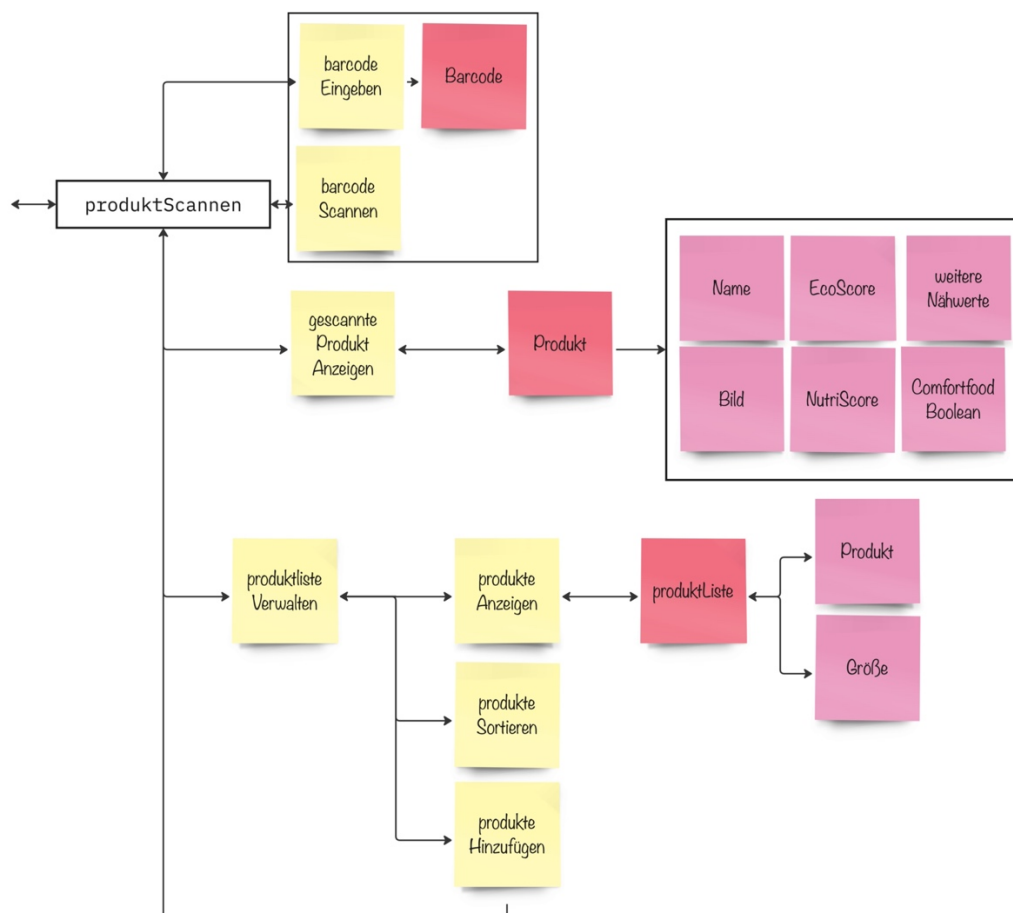 barcode
Eingeben
Barcode
barcode
Scannen
produktScannen
gescannte
Produkt
Anzeigen
Produkt
Name
EcoScore
weitere
Nährwerte
Bild
NutriScore
Comfortfood
Boolean
produktliste
Verwalten
produkte
Anzeigen
produktListe
Produkt
Größe
produkte
Sortieren
produkte
Hinzufügen